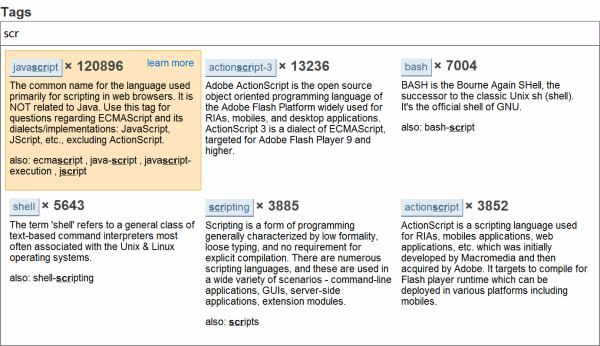 Tags
scr
javascript × 120896 learn more
The common name for the language used
primarily for scripting in web browsers. It is
NOT related to Java. Use this tag for
questions regarding ECMAScript and its
dialects/implementations: JavaScript,
JScript, etc., excluding ActionScript.
also: ecmascript , java-script , javascript-
execution , jscript
actionscript-3 × 13236
Adobe ActionScript is the open source
object oriented programming language of
the Adobe Flash Platform widely used for
RIAs, mobiles, and desktop applications.
ActionScript 3 is a dialect of ECMAScript,
targeted for Adobe Flash Player 9 and
higher.
bash × 7004
BASH is the Bourne Again SHell, the
successor to the classic Unix sh (shell).
It's the official shell of GNU.
also: bash-script
shell × 5643
The term 'shell' refers to a general class of
text-based command interpreters most
often associated with the Unix & Linux
operating systems.
also: shell-scripting
scripting × 3885
Scripting is a form of programming
generally characterized by low formality,
loose typing, and no requirement for
explicit compilation. There are numerous
scripting languages, and these are used in
a wide variety of scenarios - command-line
applications, GUIs, server-side
applications, extension modules.
also: scripts
actionscript × 3852
ActionScript is a scripting language used
for RIAs, mobiles applications, web
applications, etc. which was initially
developed by Macromedia and then
acquired by Adobe. It targets to compile for
Flash player runtime which can be
deployed in various platforms including
mobiles.